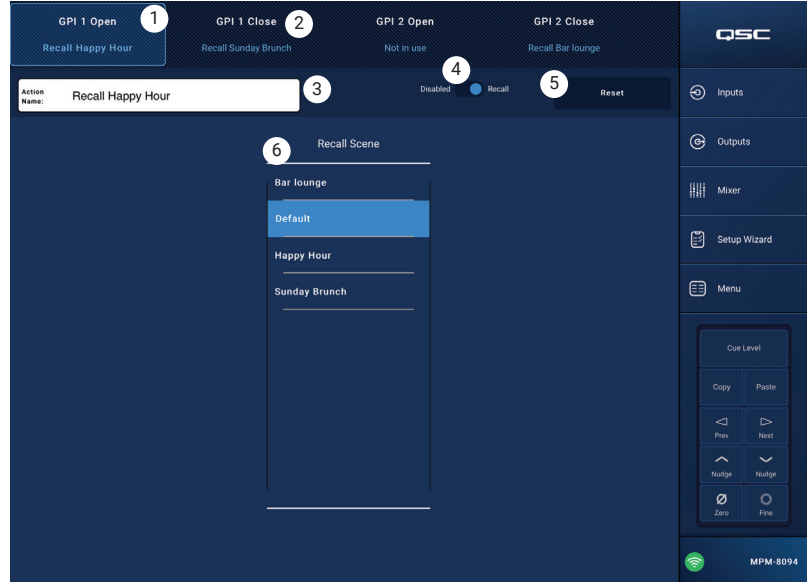 GPI 1 Open
1
GPI 1 Close
2
GPI 2 Open
GPI 2 Close
Recall Happy Hour
Recall Sunday Brunch
Not in use
Recall Bar lounge
QSC
Action
Name:
Recall Happy Hour
3
4
Disabled
Recall
5
Reset
6
Recall Scene
Bar lounge
Default
Happy Hour
Sunday Brunch
Inputs
Outputs
Mixer
Setup Wizard
Menu
Cue Level
Copy
Paste
Prev
Next
Nudge
Nudge
Zero
Fine
MPM-8094